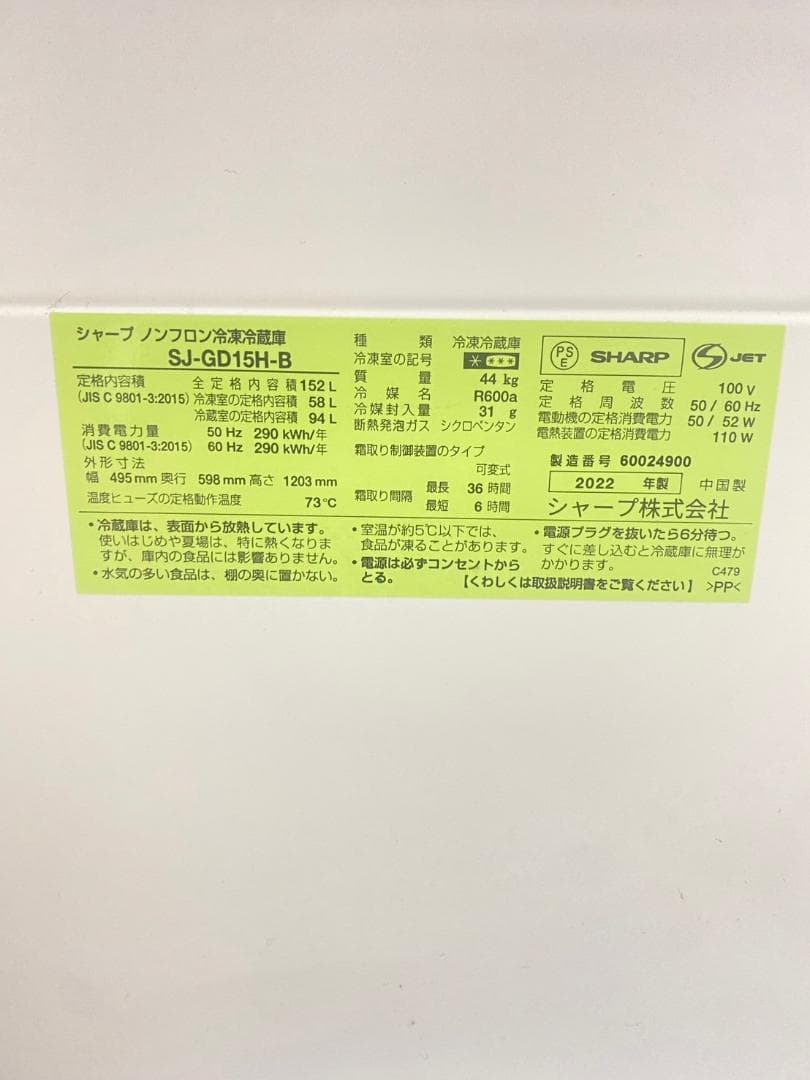 シャープ ノンフロン冷凍冷蔵庫
SJ-GD15H-B
定格内容積 全定格内容積 152 L
(JIS C 9801-3:2015) 冷凍室の定格内容積 58 L
冷蔵室の定格内容積 94 L
消費電力量 50 Hz 290 kWh/年
(JIS C 9801-3:2015) 60 Hz 290 kWh/年
外形寸法
幅 495 mm 奥行 598 mm 高さ 1203 mm
温度ヒューズの定格動作温度 73℃
種類 冷凍冷蔵庫
冷凍室の記号 * ***
質量 44 kg
冷媒名 R600a
冷媒封入量 31 g
断熱発泡ガス シクロペンタン
霜取り制御装置のタイプ
可変式
霜取り間隔 最長 36 時間
最短 6 時間
PSE SHARP S JET
定格電圧 100 V
定格周波数 50 / 60 Hz
電動機の定格消費電力 50 / 52 W
電熱装置の定格消費電力 110 W
製造番号 60024900
2022 年製 中国製
シャープ株式会社
・冷蔵庫は、表面から放熱しています。
使いはじめや夏場は、特に熱くなりま
すが、庫内の食品には影響ありません。
・水気の多い食品は、棚の奥に置かない。
・室温が約5℃以下では、
食品が凍ることがあります。
・電源は必ずコンセントから
とる。
・電源プラグを抜いたら6分待つ。
すぐに差し込むと冷蔵庫に無理が
かかります。
C479
【くわしくは取扱説明書をご覧ください】 >PP<